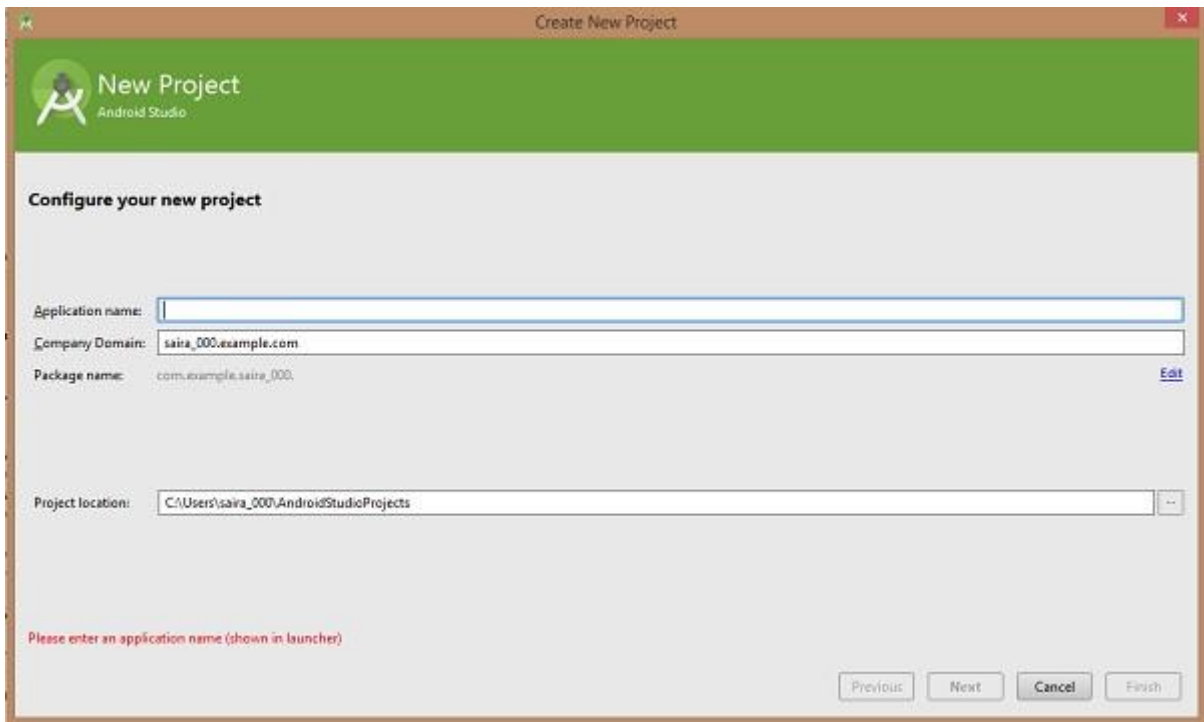 Create New Project
New Project
Android Studio
Configure your new project
Application name:
Company Domain: saira_000.example.com
Package name: com.example.saira_000. Edit
Project location: C:\Users\saira_000\AndroidStudioProjects ...
Please enter an application name (shown in launcher)
Previous Next Cancel Finish